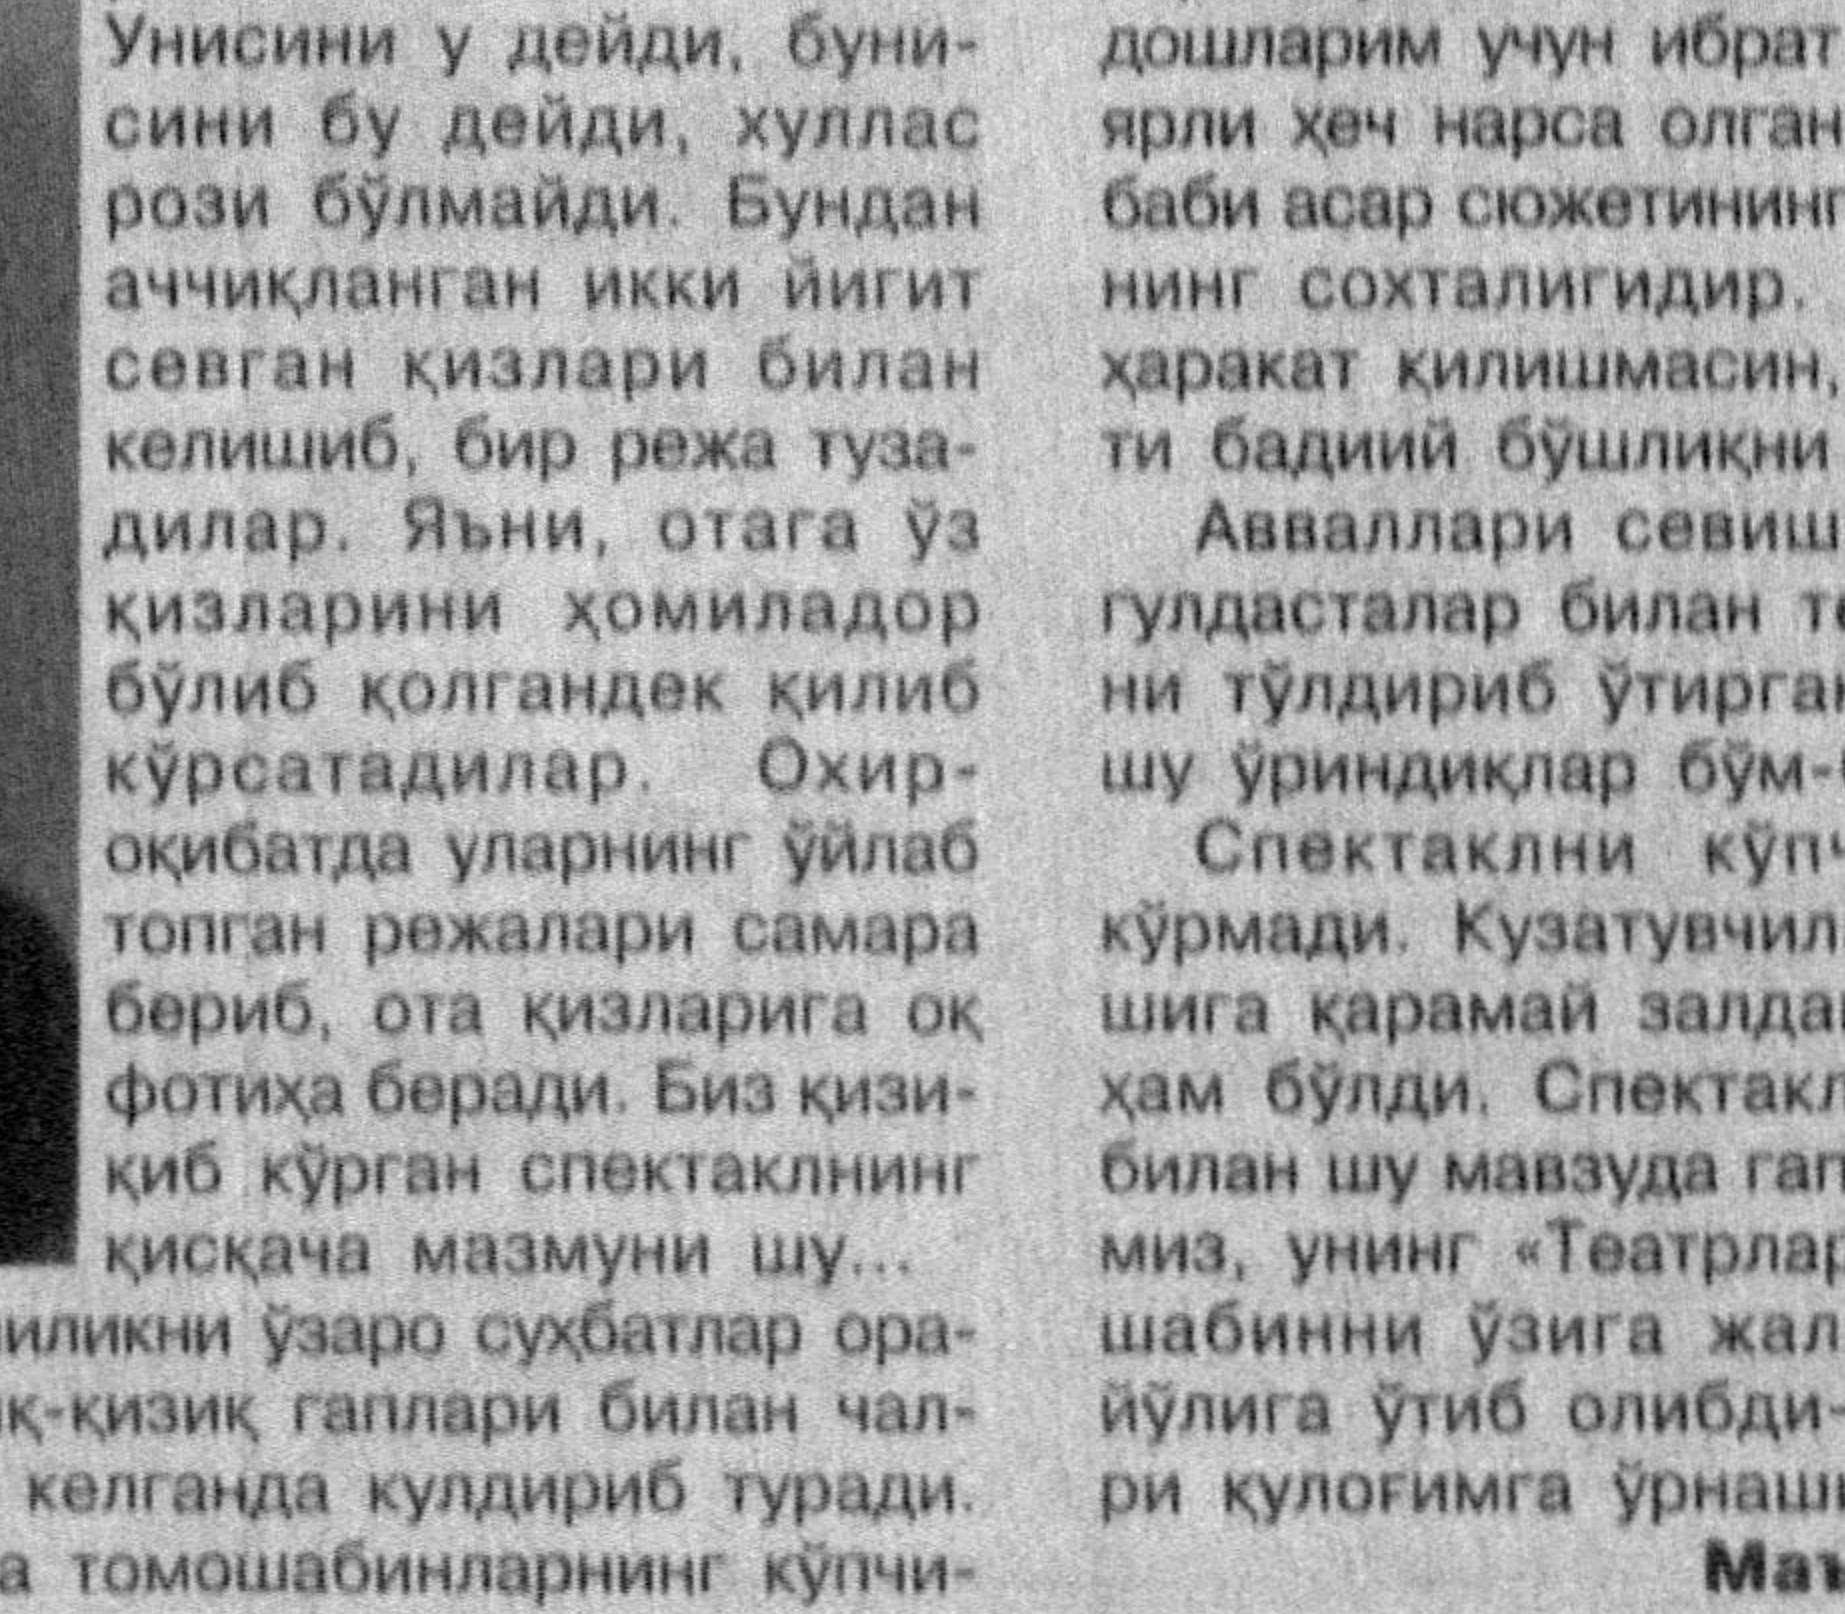 Унисини у дейди, буни-
сини бу дейди, хуллас
рози бўлмайди. Бундан
аччиқланган икки йигит
севган қизлари билан
келишиб, бир режа туза-
дилар. Яъни, отага ўз
қизларини ҳомиладор
бўлиб қолгандек қилиб
кўрсатадилар. Охир-
оқибатда уларнинг ўйлаб
топган режалари самара
бериб, ота қизларига оқ
фотиҳа беради. Биз қизи-
қиб кўрган спектаклнинг
қисқача мазмуни шу...
ўзаро суҳбатлар ора-
гаплари билан чал-
келганда кулдириб туради.
томошабинларнинг кўпчи-
дошларим учун ибрат
ярли ҳеч нарса олган
баби асар сюжетининг
нинг сохталигидир.
ҳаракат қилишмасин,
ти бадиий бўшлиқни
Авваллари севиш
гулдасталар билан
ни тўлдириб ўтирган
шу ўриндиқлар бўм-
Спектаклни
кўрмади. Кузатувчил
шига қарамай залда
ҳам бўлди. Спектакл
билан шу мавзуда гап
миз, унинг «Театрлар
шабинни ўзига жал
йўлига ўтиб олибди-
ри қулоғимга ўрнаш